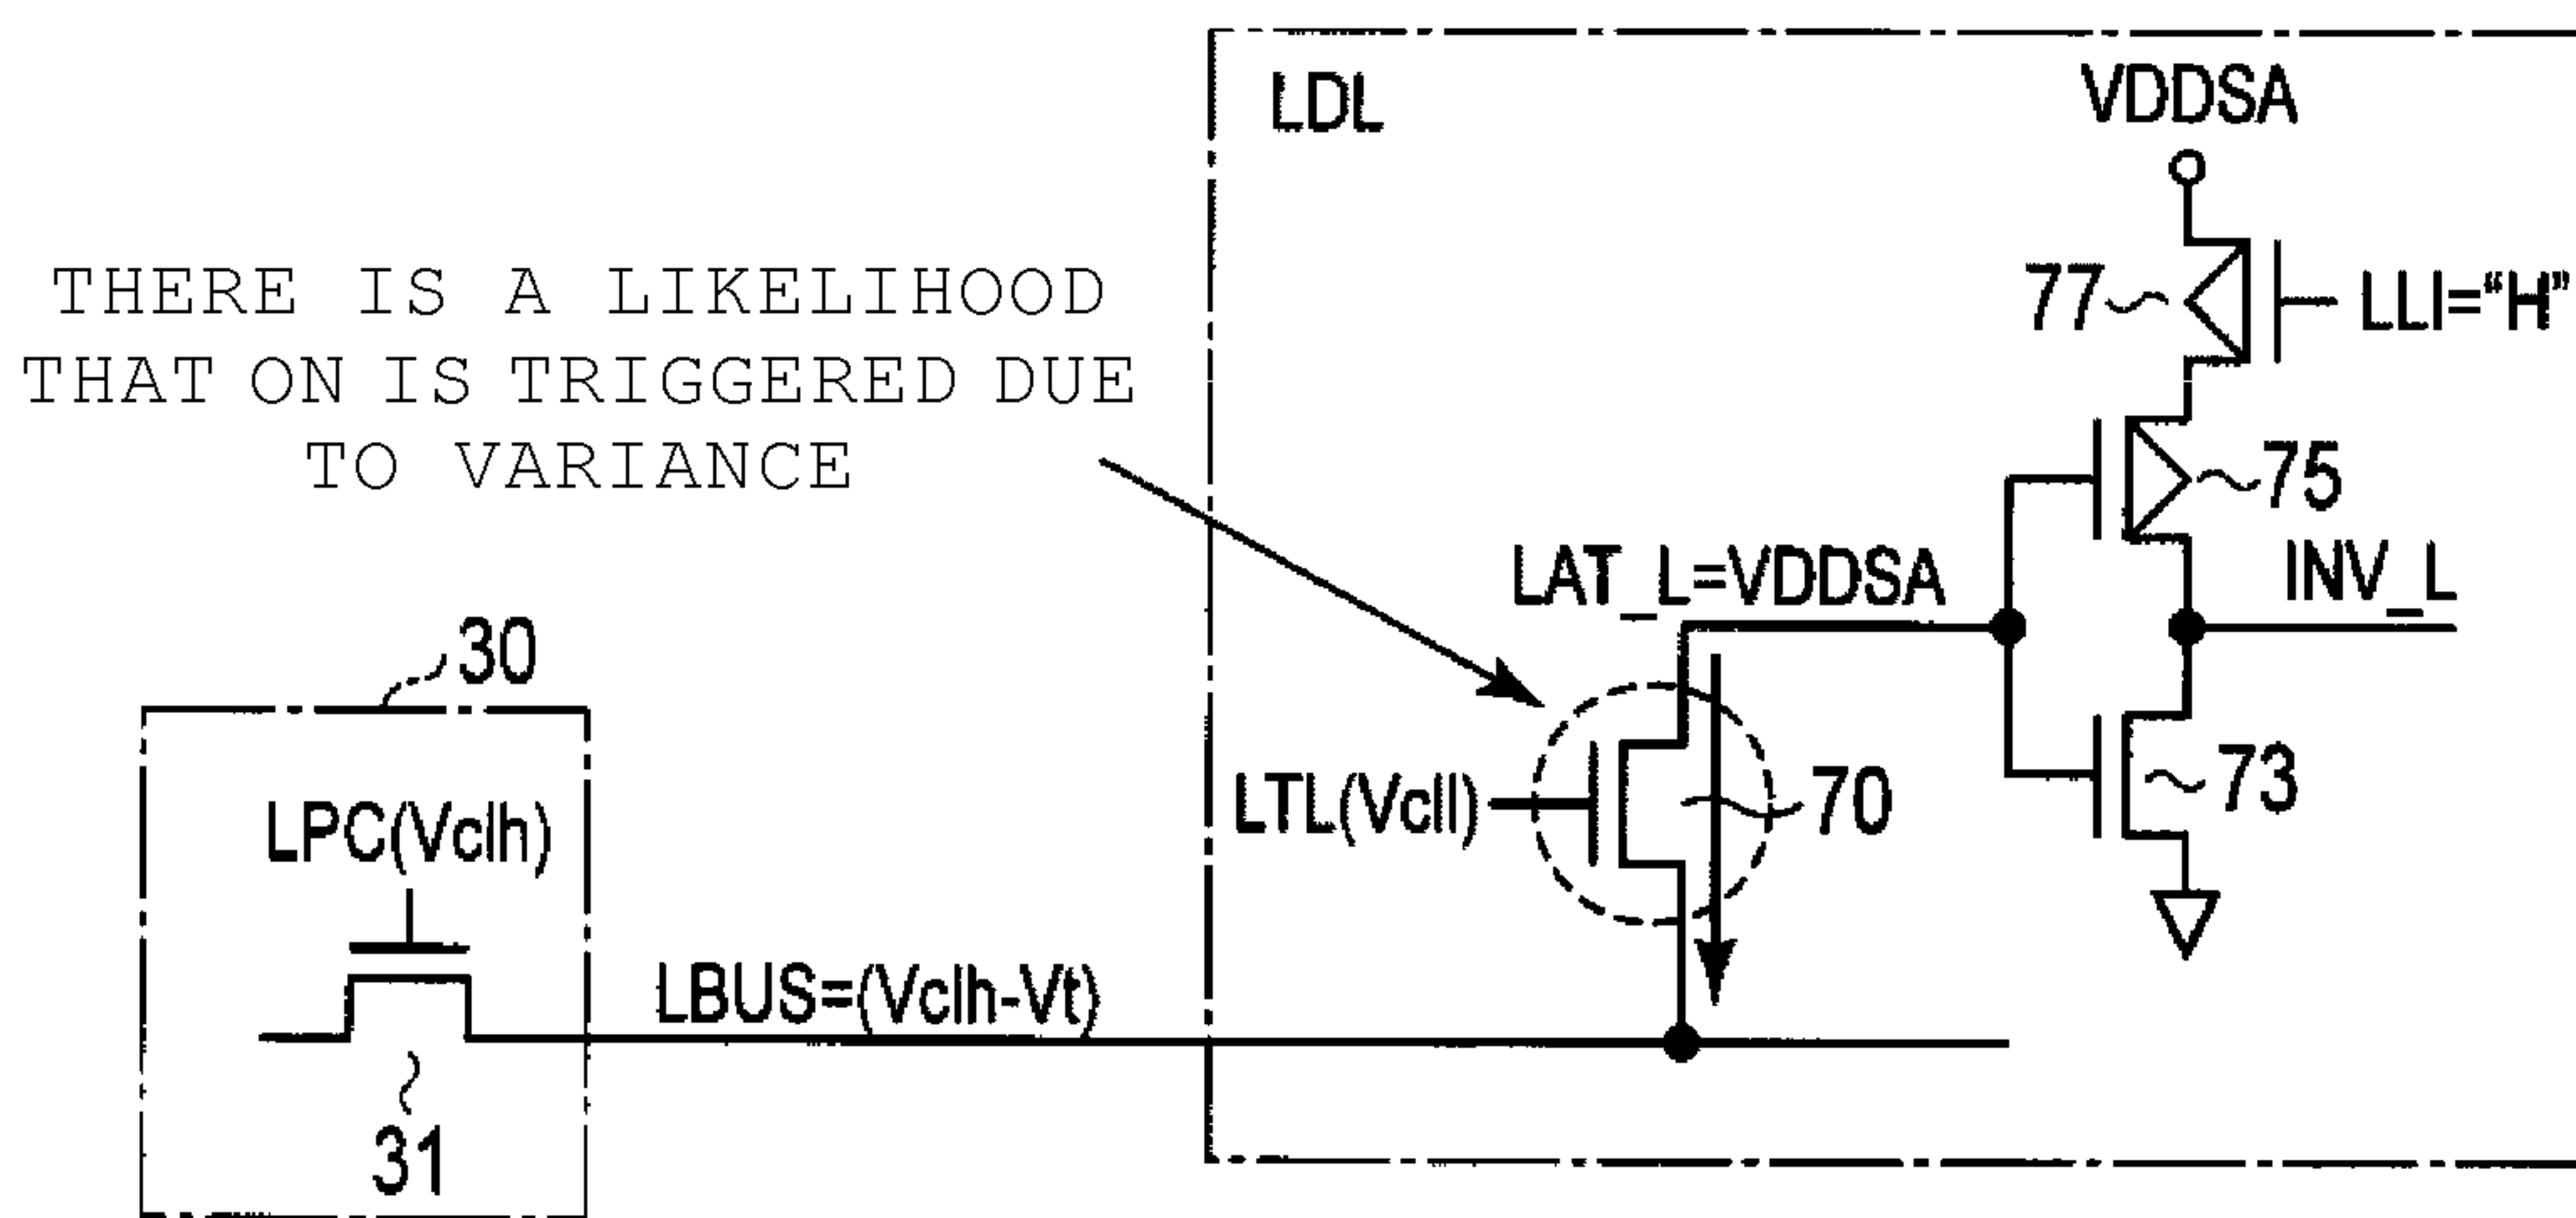 LDL
VDDSA
77
LLI=“H”
THERE IS A LIKELIHOOD
THAT ON IS TRIGGERED DUE
TO VARIANCE
75
LAT_L=VDDSA
INV_L
30
LPC(Vclh)
LTL(Vcll)
70
73
LBUS=(Vclh-Vt)
31